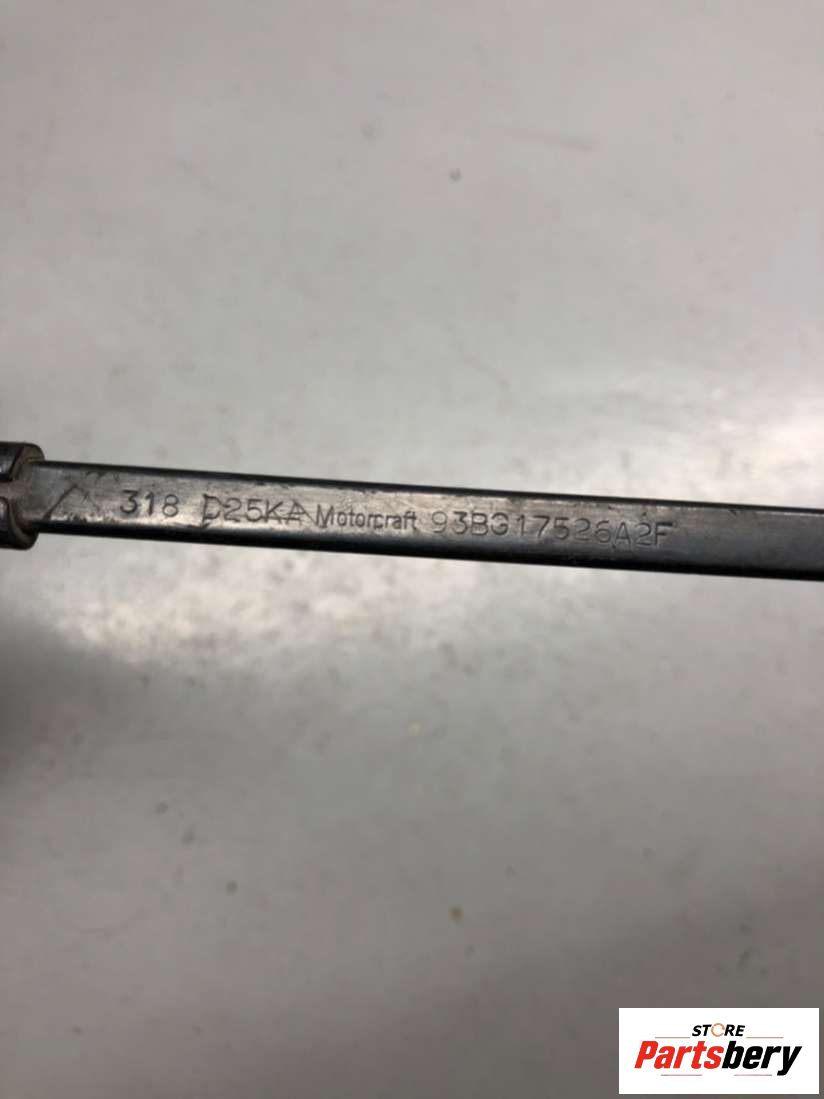 318 D25KA Motorcraft 93BG17526A2F
STORE
Partsbery